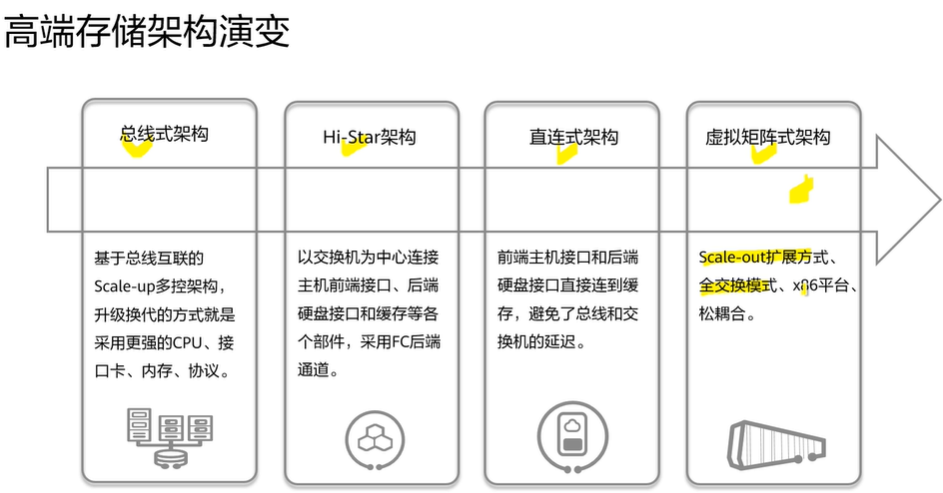 高端存储架构演变
总线式架构
基于总线互联的
Scale-up多控架构，
升级换代的方式就是
采用更强的CPU、接
口卡、内存、协议。
Hi-Star架构
以交换机为中心连接
主机前端接口、后端
硬盘接口和缓存等各
个部件，采用FC后端
通道。
直连式架构
前端主机接口和后端
硬盘接口直接连到缓
存，避免了总线和交
换机的延迟。
虚拟矩阵式架构
Scale-out扩展方式、
全交换模式、x86平台、
松耦合。